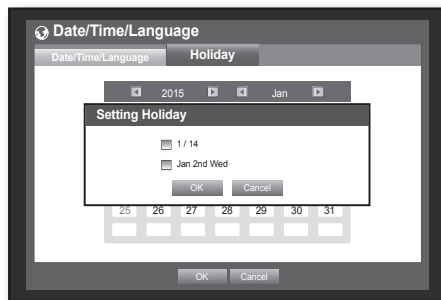 Date/Time/Language
Date/Time/Language Holiday
2015 Jan
Setting Holiday
1 / 14
Jan 2nd Wed
OK Cancel
25 26 27 28 29 30 31
OK Cancel